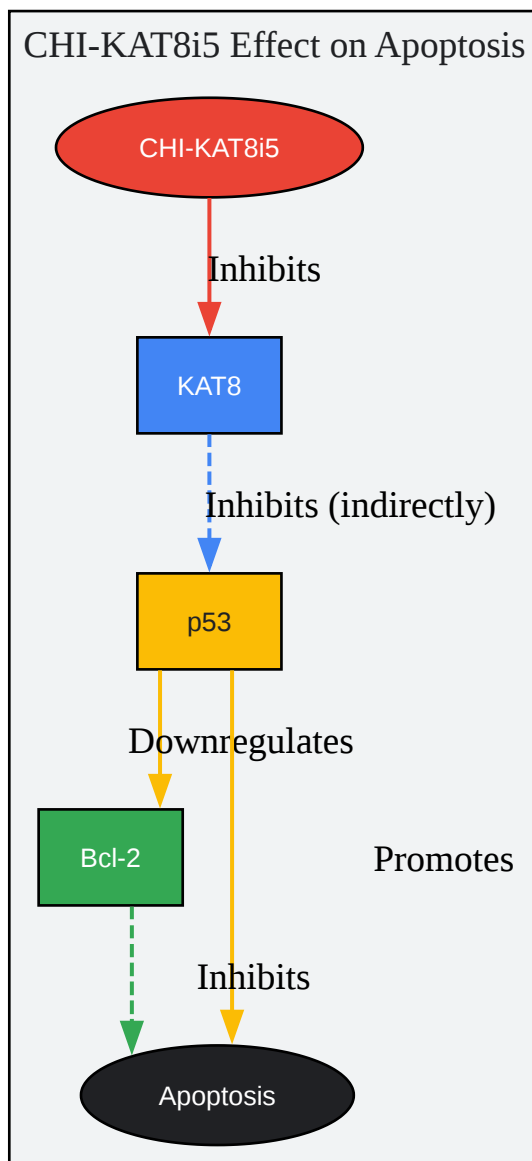 CHI-KAT8i5 Effect on Apoptosis
CHI-KAT8i5
Inhibits
KAT8
Inhibits (indirectly)
p53
Downregulates
Bcl-2
Promotes
Inhibits
Apoptosis